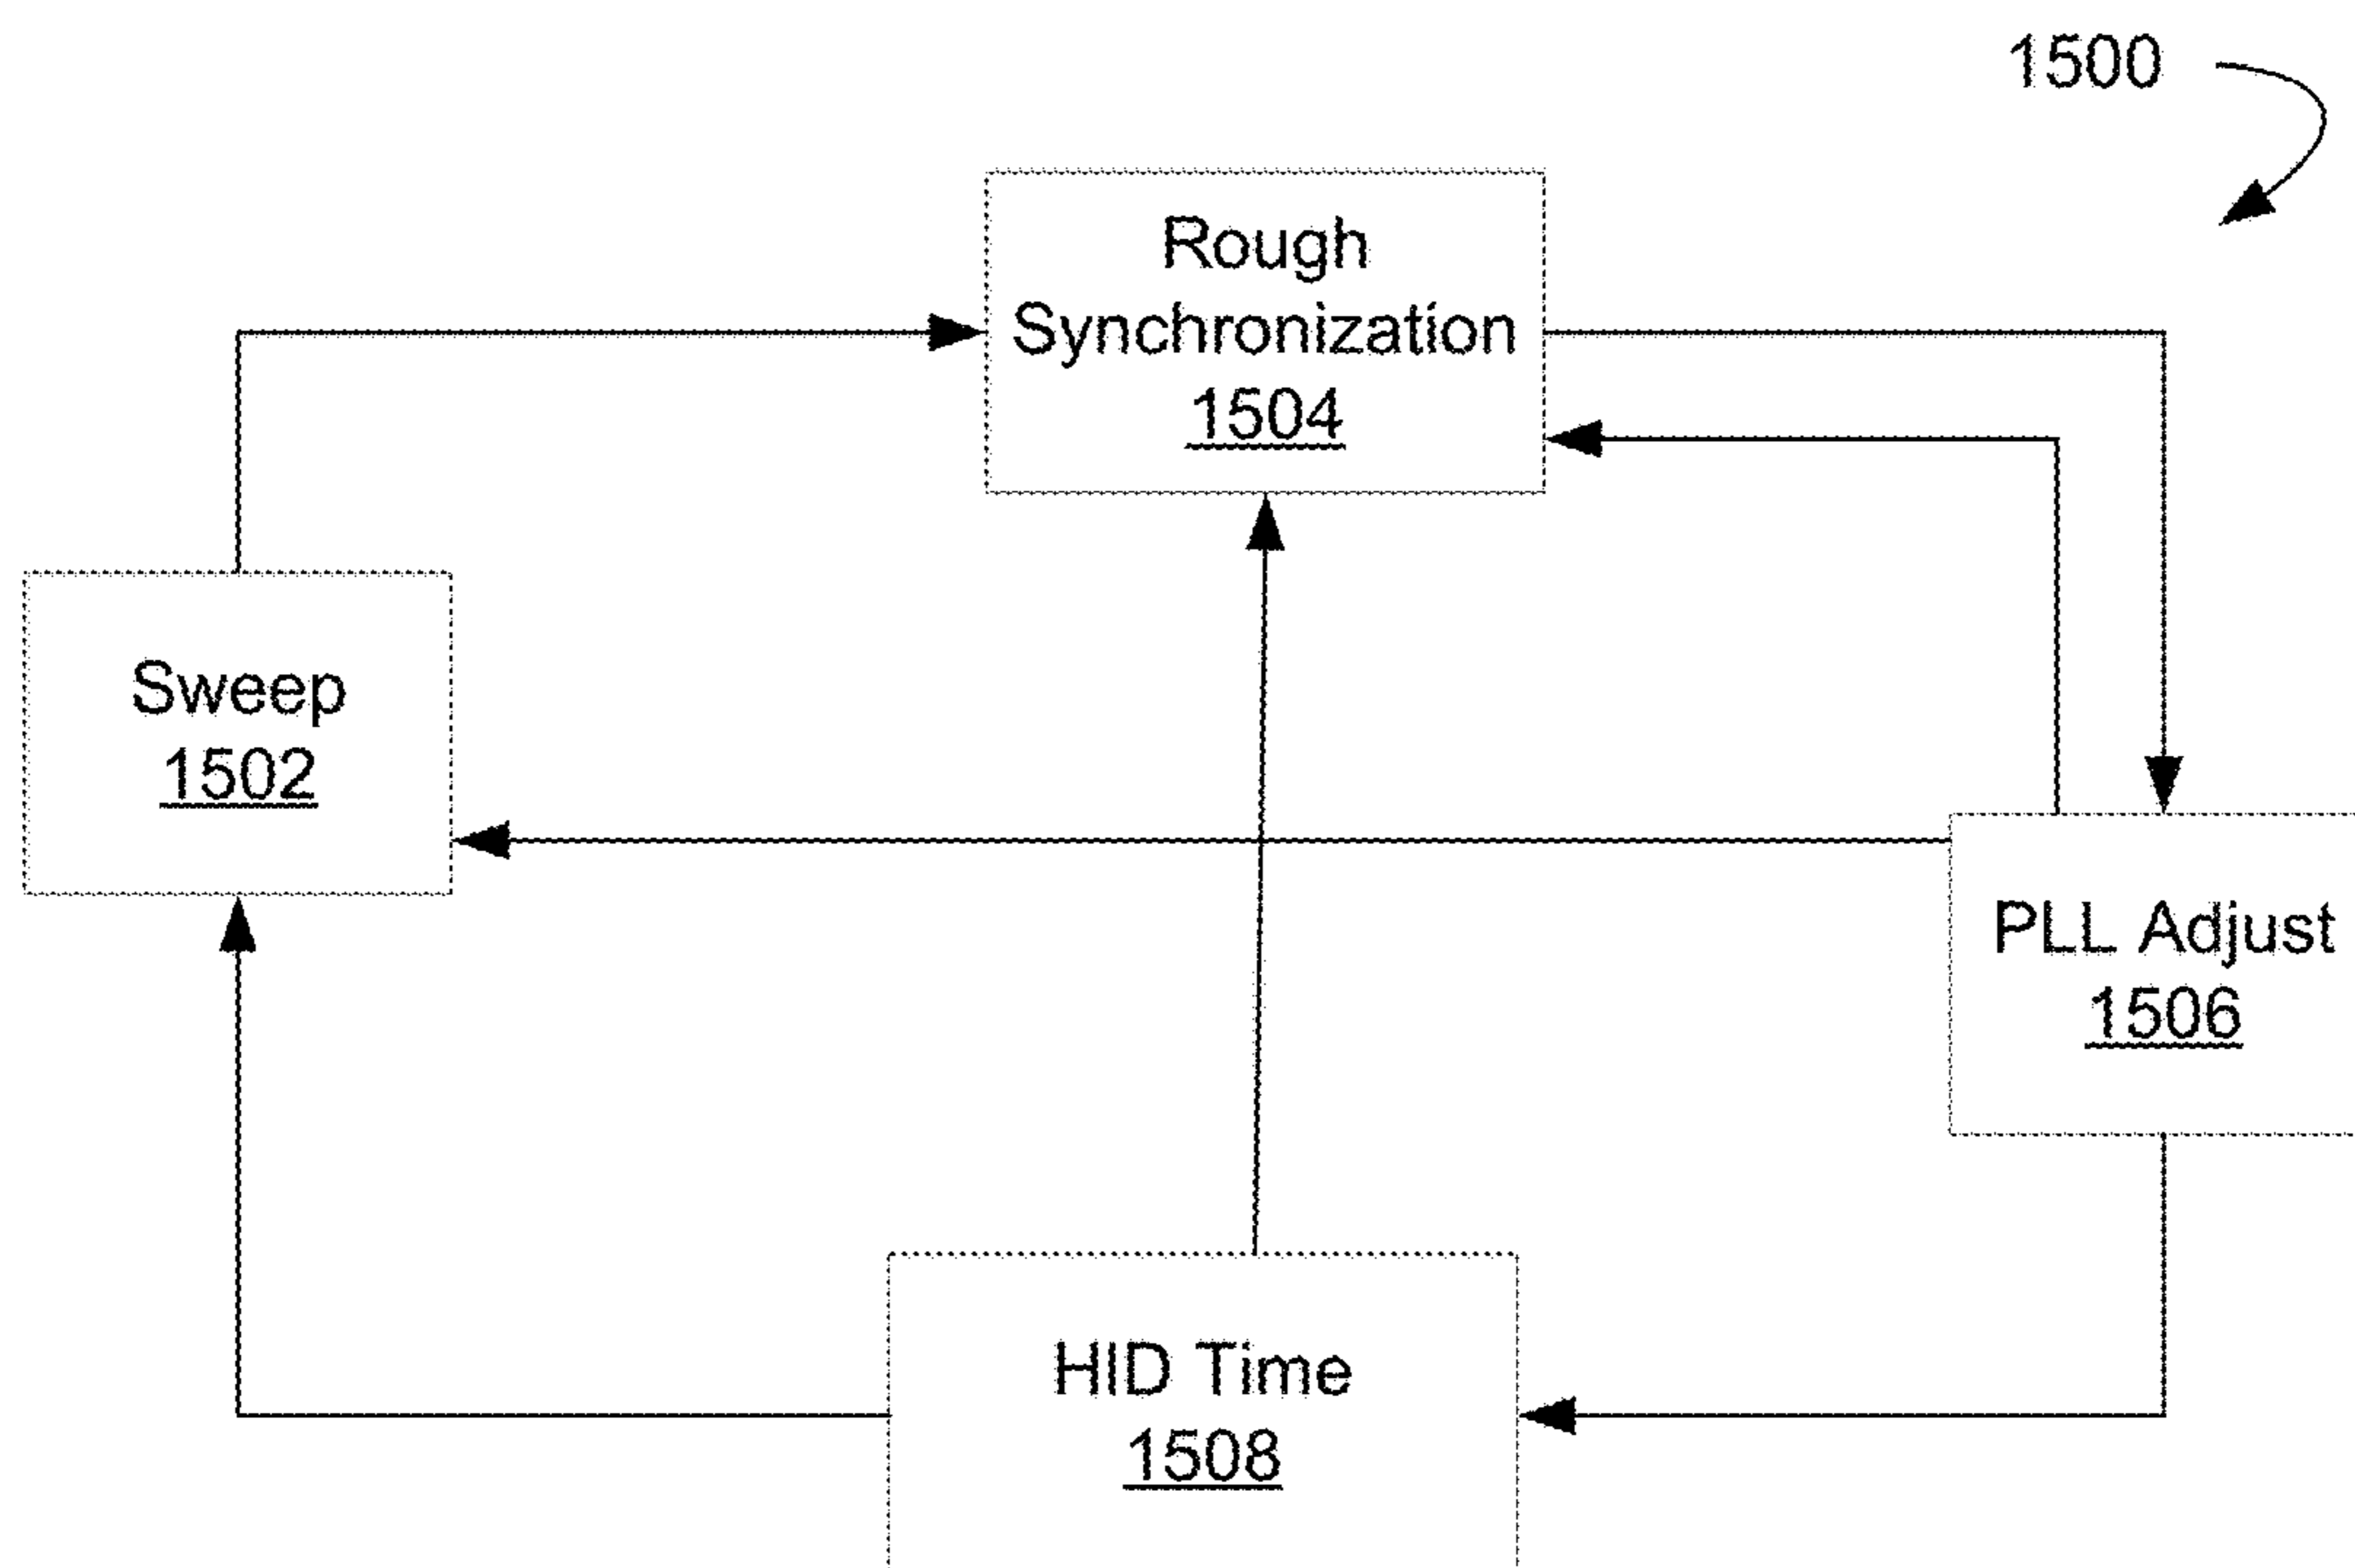 1500
Rough
Synchronization
1504
Sweep
1502
PLL Adjust
1506
HID Time
1508